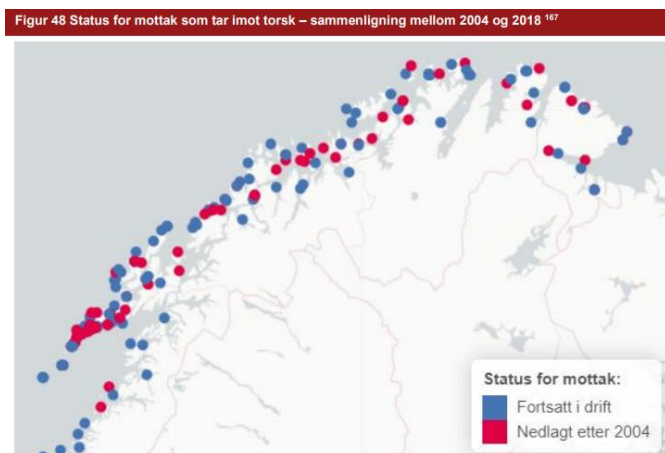 Figur 48 Status for mottak som tar imot torsk – sammenligning mellom 2004 og 2018 ¹⁶⁷
Status for mottak:
Fortsatt i drift
Nedlagt etter 2004